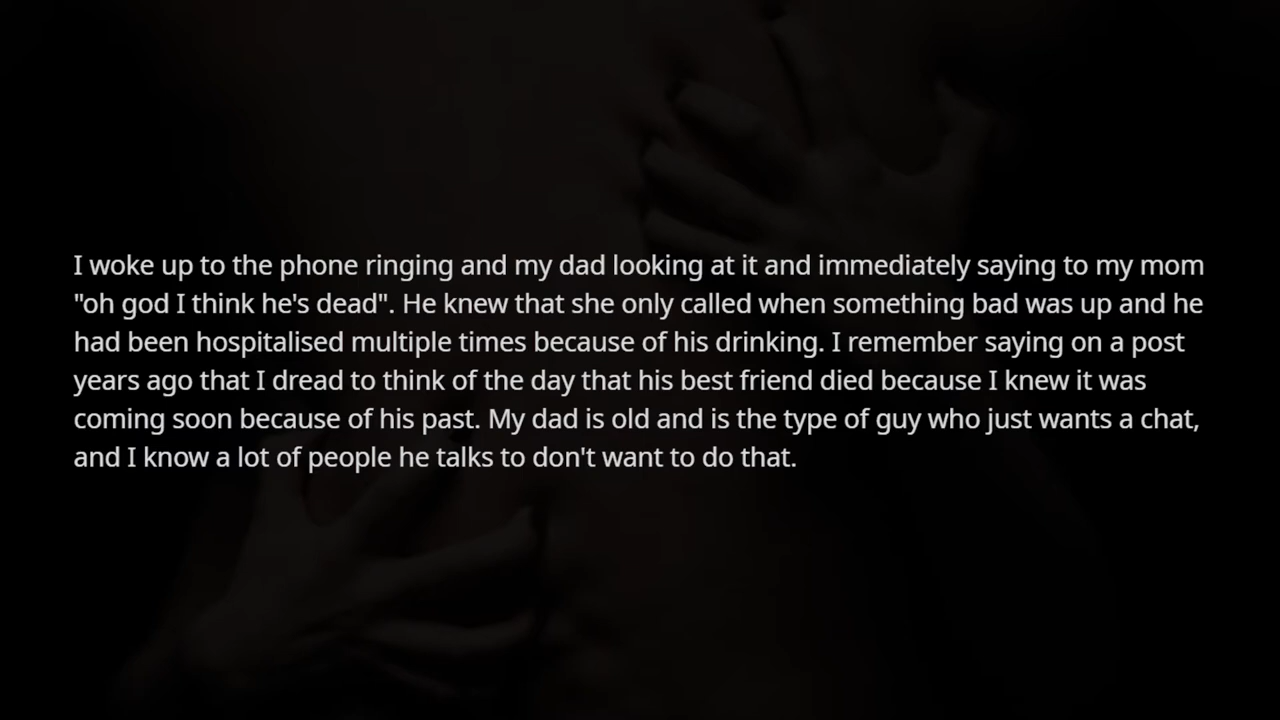 I woke up to the phone ringing and my dad looking at it and immediately saying to my mom
"oh god I think he's dead". He knew that she only called when something bad was up and he
had been hospitalised multiple times because of his drinking. I remember saying on a post
years ago that I dread to think of the day that his best friend died because I knew it was
coming soon because of his past. My dad is old and is the type of guy who just wants a chat,
and I know a lot of people he talks to don't want to do that.